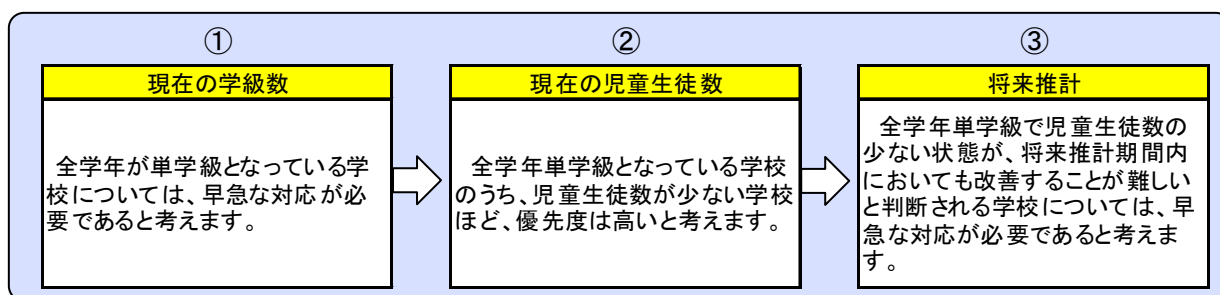 ①
現在の学級数
全学年が単学級となっている学
校については、早急な対応が必
要であると考えます。
②
現在の児童生徒数
全学年単学級となっている学校
のうち、児童生徒数が少ない学校
ほど、優先度は高いと考えます。
③
将来推計
全学年単学級で児童生徒数の
少ない状態が、将来推計期間内
においても改善することが難しい
と判断される学校については、早
急な対応が必要であると考えま
す。